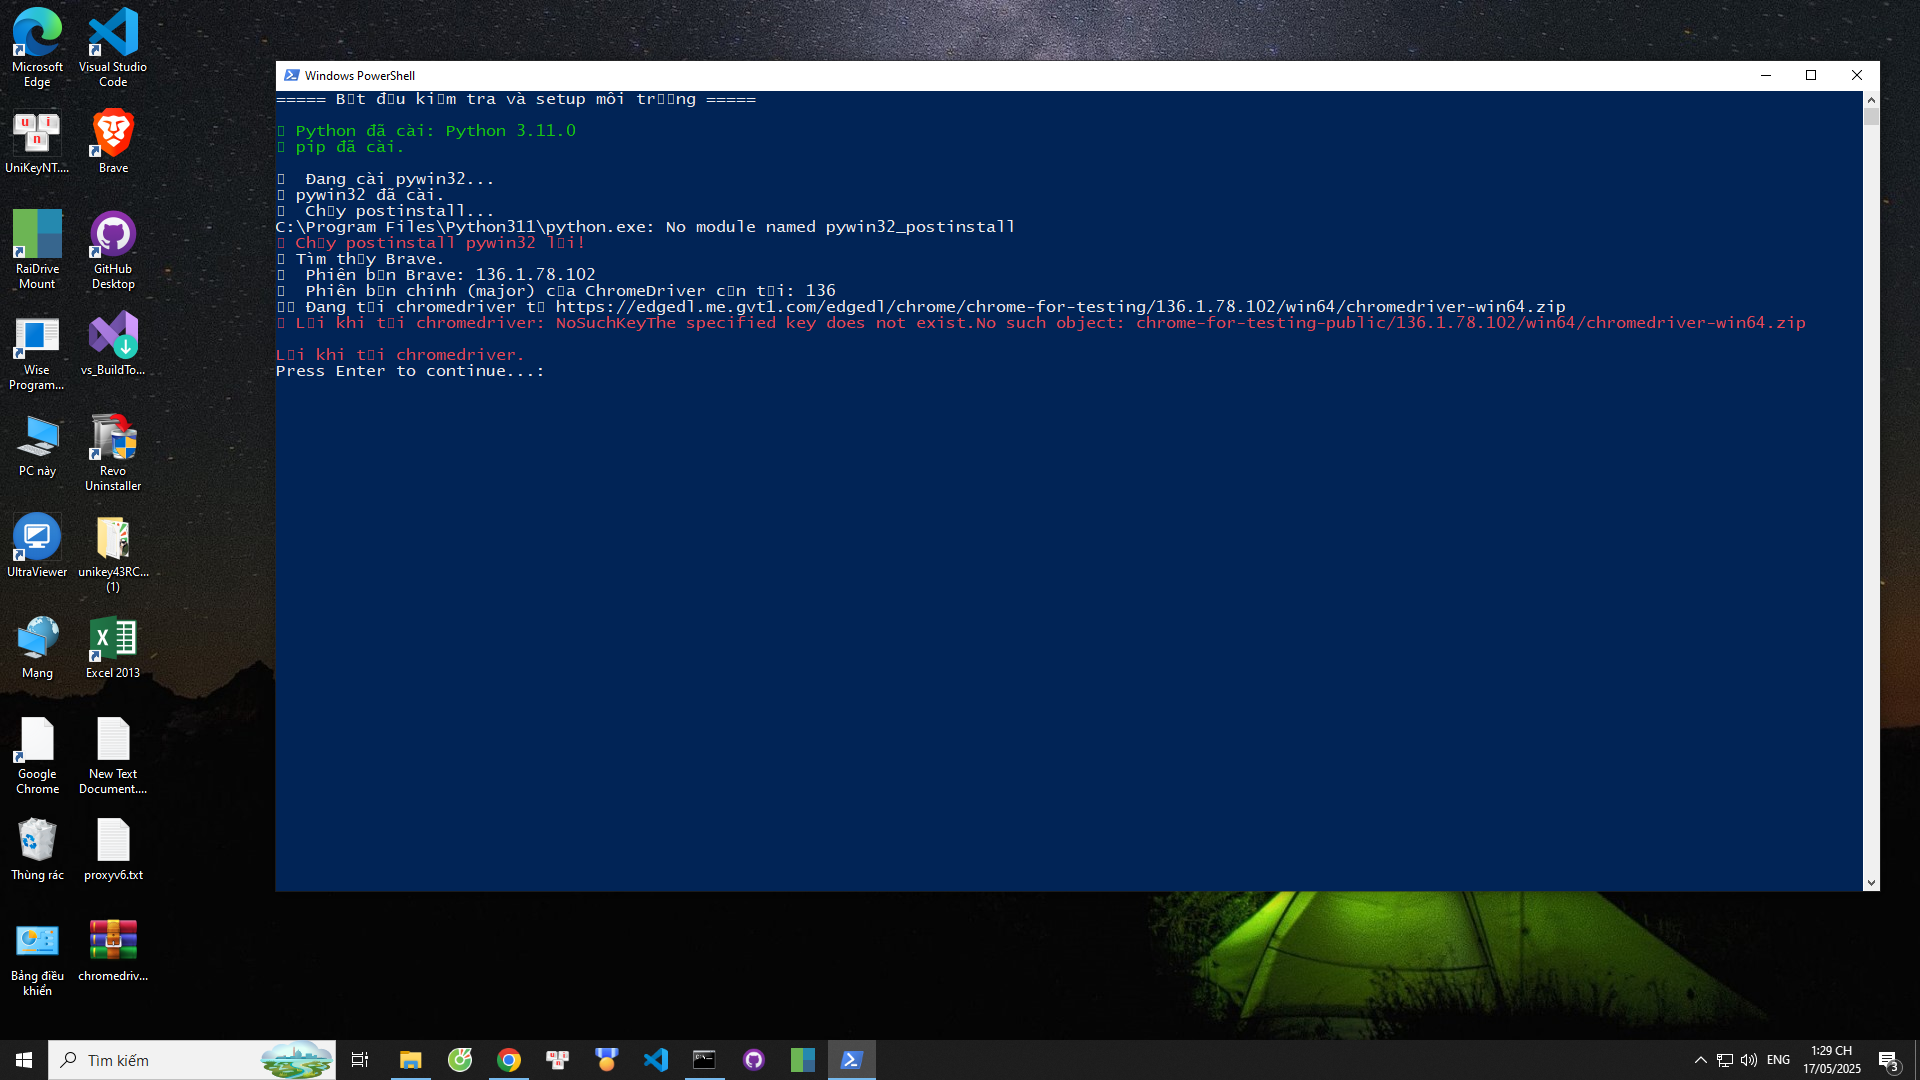 Microsoft Edge
Visual Studio Code
UniKeyNT....
Brave
RaiDrive Mount
GitHub Desktop
Wise Program...
vs_BuildTo...
PC này
Revo Uninstaller
UltraViewer
unikey43RC... (1)
Mạng
Excel 2013
Google Chrome
New Text Document....
Thùng rác
proxyv6.txt
Bảng điều khiển
chromedriv...
Windows PowerShell
===== B▯t đ▯u ki▯m tra và setup môi tr▯▯ng =====
▯ Python đã cài: Python 3.11.0
▯ pip đã cài.
▯  Đang cài pywin32...
▯ pywin32 đã cài.
▯  Ch▯y postinstall...
C:\Program Files\Python311\python.exe: No module named pywin32_postinstall
▯ Ch▯y postinstall pywin32 l▯i!
▯ Tìm th▯y Brave.
▯  Phiên b▯n Brave: 136.1.78.102
▯  Phiên b▯n chính (major) c▯a ChromeDriver c▯n t▯i: 136
▯▯ Đang t▯i chromedriver t▯ https://edgedl.me.gvt1.com/edgedl/chrome/chrome-for-testing/136.1.78.102/win64/chromedriver-win64.zip
▯ L▯i khi t▯i chromedriver: NoSuchKeyThe specified key does not exist.No such object: chrome-for-testing-public/136.1.78.102/win64/chromedriver-win64.zip
L▯i khi t▯i chromedriver.
Press Enter to continue...:
Tìm kiếm
ENG
1:29 CH
17/05/2025
3